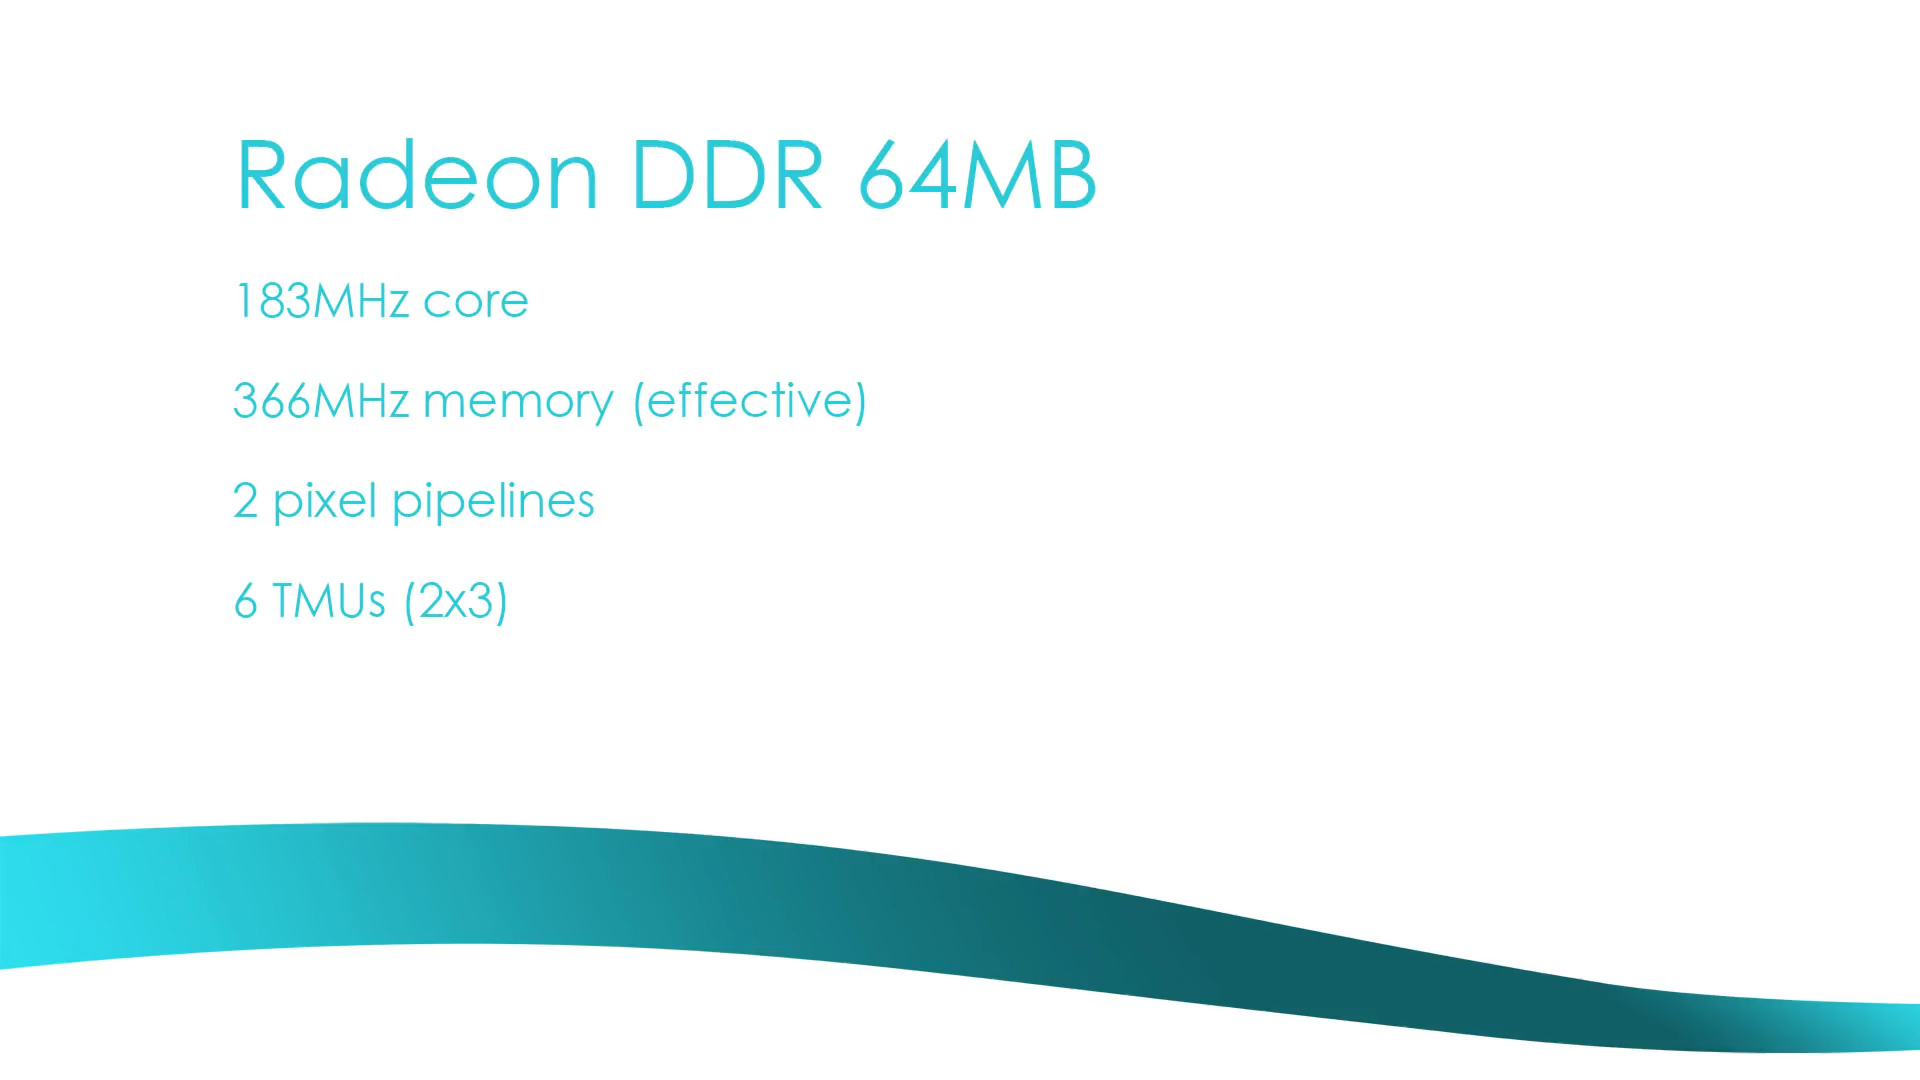 Radeon DDR 64MB
183MHz core
366MHz memory (effective)
2 pixel pipelines
6 TMUs (2x3)